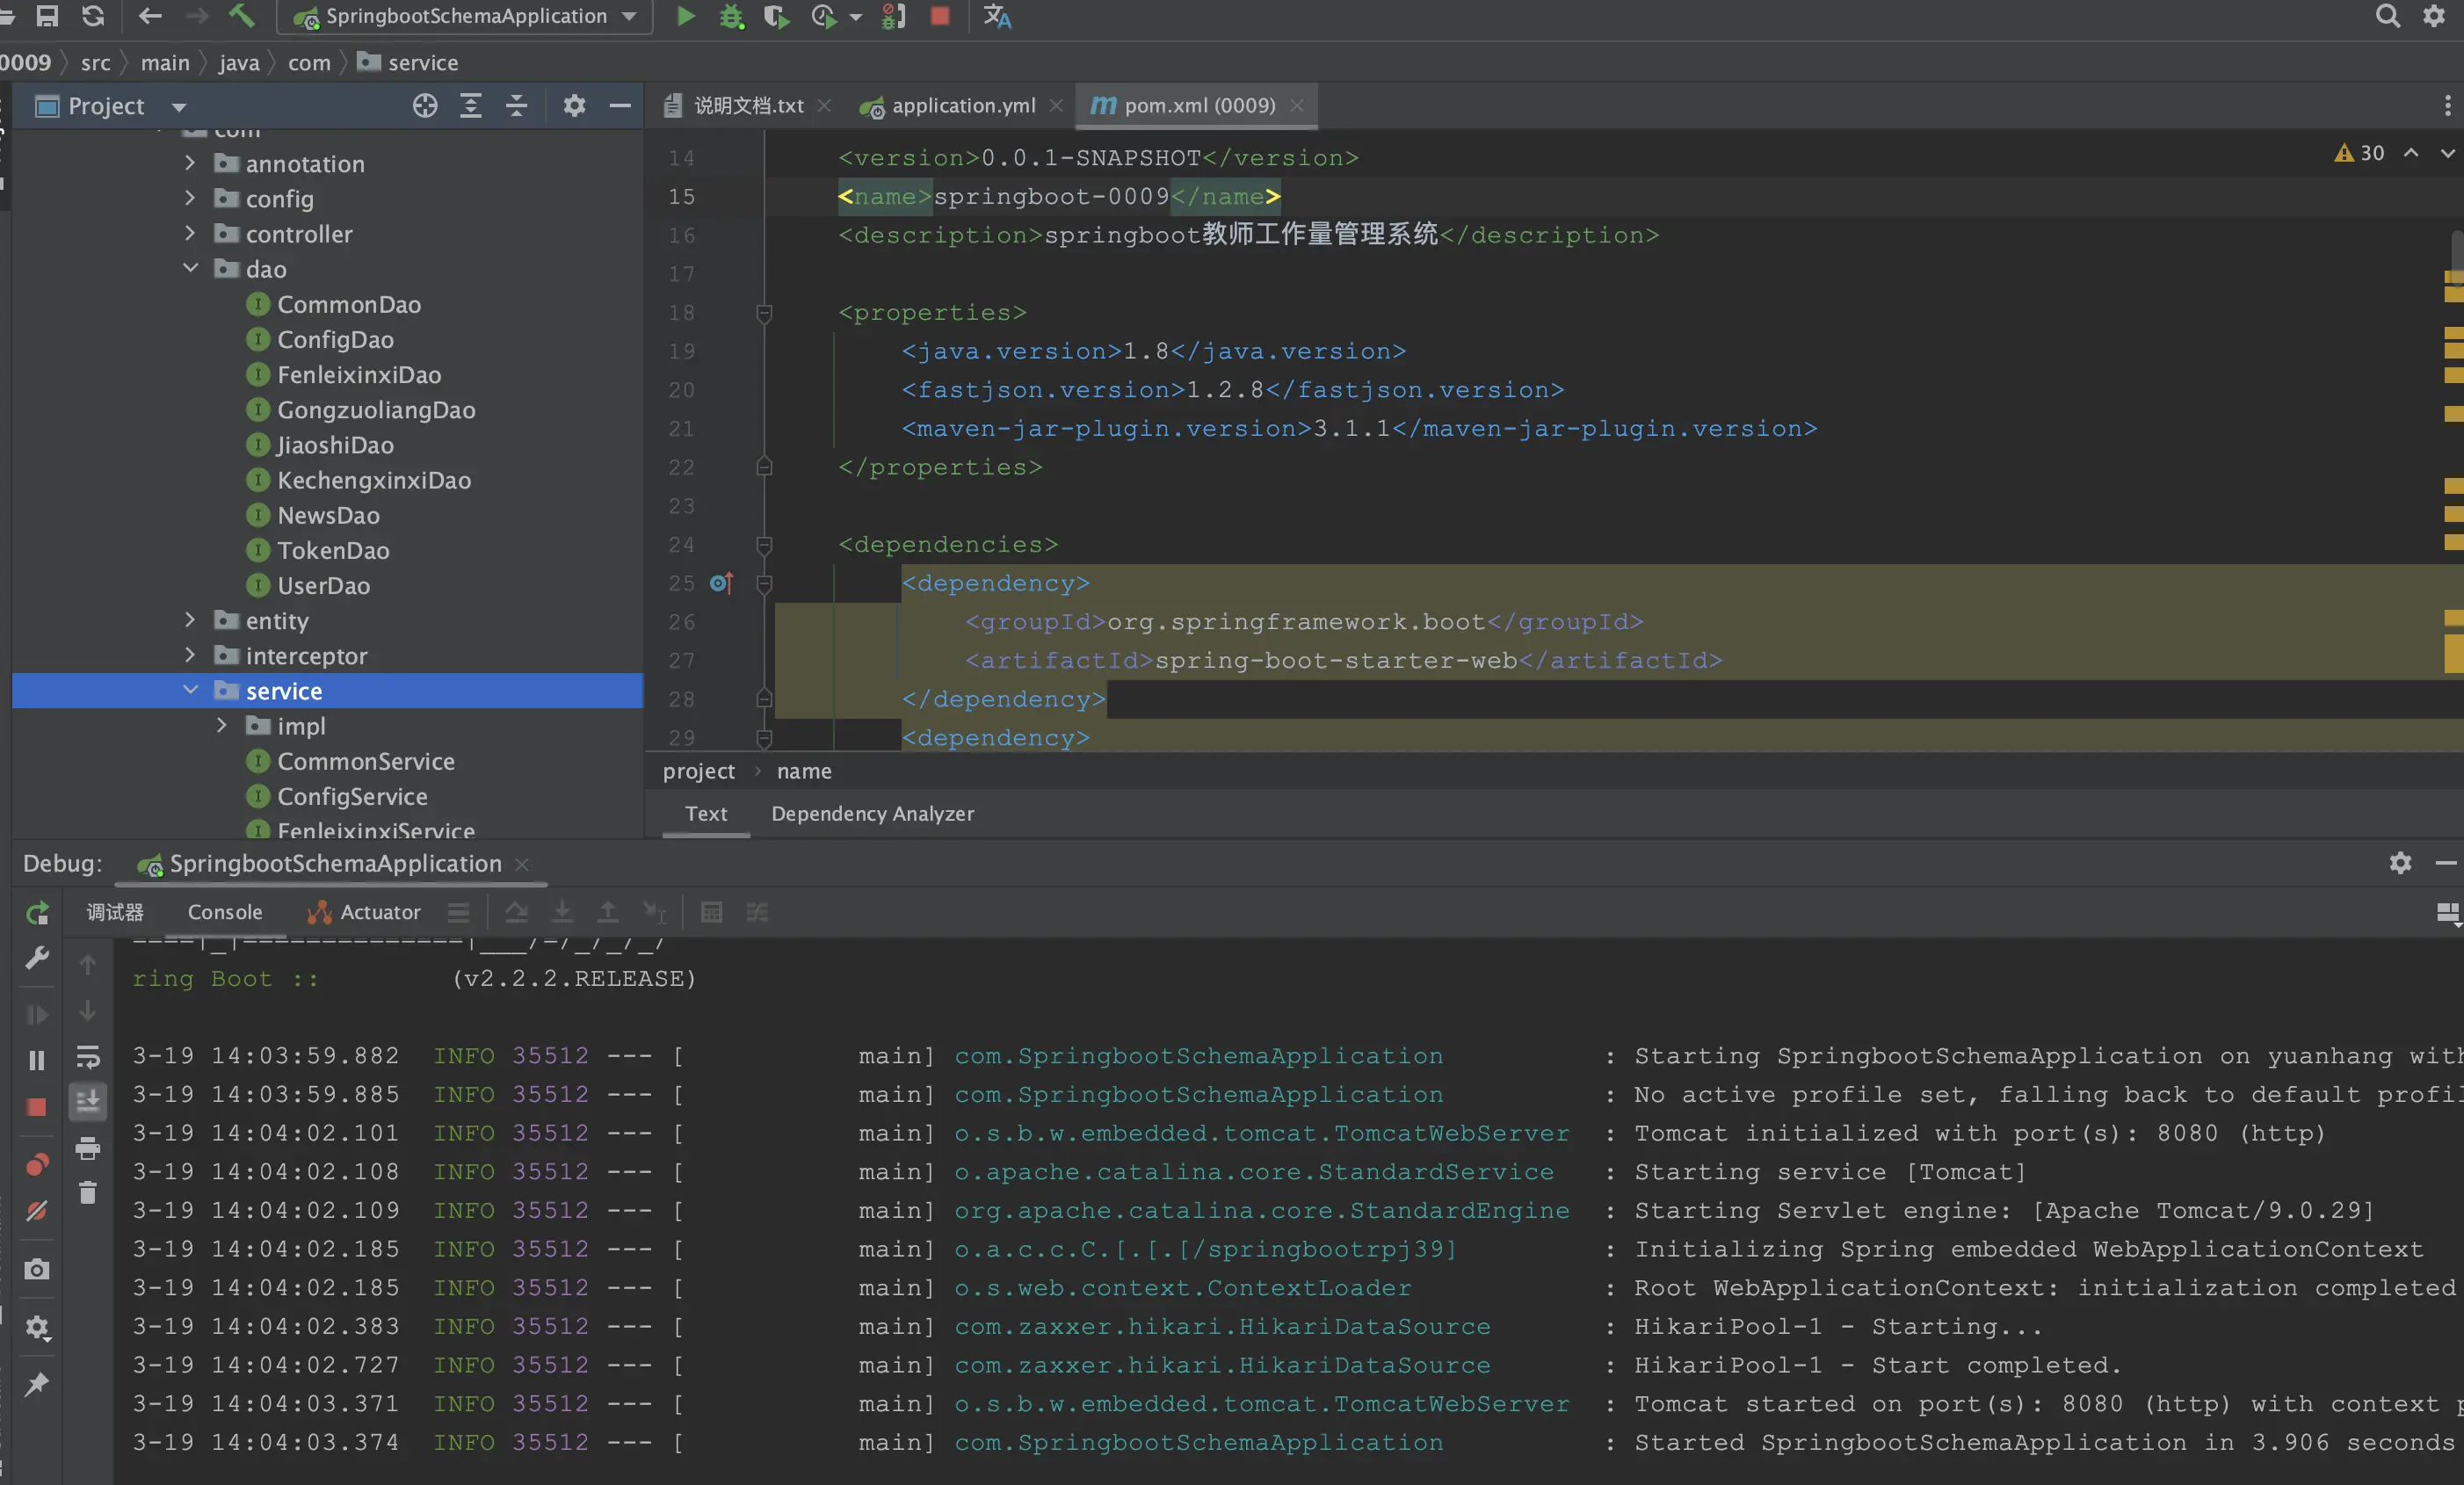 SpringbootSchemaApplication
0009 src main java com service
Project
说明文档.txt
application.yml
pom.xml (0009)
com
annotation
config
controller
dao
CommonDao
ConfigDao
FenleixinxiDao
GongzuoliangDao
JiaoshiDao
KechengxinxiDao
NewsDao
TokenDao
UserDao
entity
interceptor
service
impl
CommonService
ConfigService
FenleixinxiService
30
14 <version>0.0.1-SNAPSHOT</version>
15 <name>springboot-0009</name>
16 <description>springboot教师工作量管理系统</description>
17
18 <properties>
19 <java.version>1.8</java.version>
20 <fastjson.version>1.2.8</fastjson.version>
21 <maven-jar-plugin.version>3.1.1</maven-jar-plugin.version>
22 </properties>
23
24 <dependencies>
25 <dependency>
26 <groupId>org.springframework.boot</groupId>
27 <artifactId>spring-boot-starter-web</artifactId>
28 </dependency>
29 <dependency>
project name
Text Dependency Analyzer
Debug: SpringbootSchemaApplication
调试器 Console Actuator
====|_|==============|___/=/_/_/_/
ring Boot :: (v2.2.2.RELEASE)
3-19 14:03:59.882 INFO 35512 --- [ main] com.SpringbootSchemaApplication : Starting SpringbootSchemaApplication on yuanhang with
3-19 14:03:59.885 INFO 35512 --- [ main] com.SpringbootSchemaApplication : No active profile set, falling back to default profi
3-19 14:04:02.101 INFO 35512 --- [ main] o.s.b.w.embedded.tomcat.TomcatWebServer : Tomcat initialized with port(s): 8080 (http)
3-19 14:04:02.108 INFO 35512 --- [ main] o.apache.catalina.core.StandardService : Starting service [Tomcat]
3-19 14:04:02.109 INFO 35512 --- [ main] org.apache.catalina.core.StandardEngine : Starting Servlet engine: [Apache Tomcat/9.0.29]
3-19 14:04:02.185 INFO 35512 --- [ main] o.a.c.c.C.[.[.[/springbootrpj39] : Initializing Spring embedded WebApplicationContext
3-19 14:04:02.185 INFO 35512 --- [ main] o.s.web.context.ContextLoader : Root WebApplicationContext: initialization completed
3-19 14:04:02.383 INFO 35512 --- [ main] com.zaxxer.hikari.HikariDataSource : HikariPool-1 - Starting...
3-19 14:04:02.727 INFO 35512 --- [ main] com.zaxxer.hikari.HikariDataSource : HikariPool-1 - Start completed.
3-19 14:04:03.371 INFO 35512 --- [ main] o.s.b.w.embedded.tomcat.TomcatWebServer : Tomcat started on port(s): 8080 (http) with context p
3-19 14:04:03.374 INFO 35512 --- [ main] com.SpringbootSchemaApplication : Started SpringbootSchemaApplication in 3.906 seconds